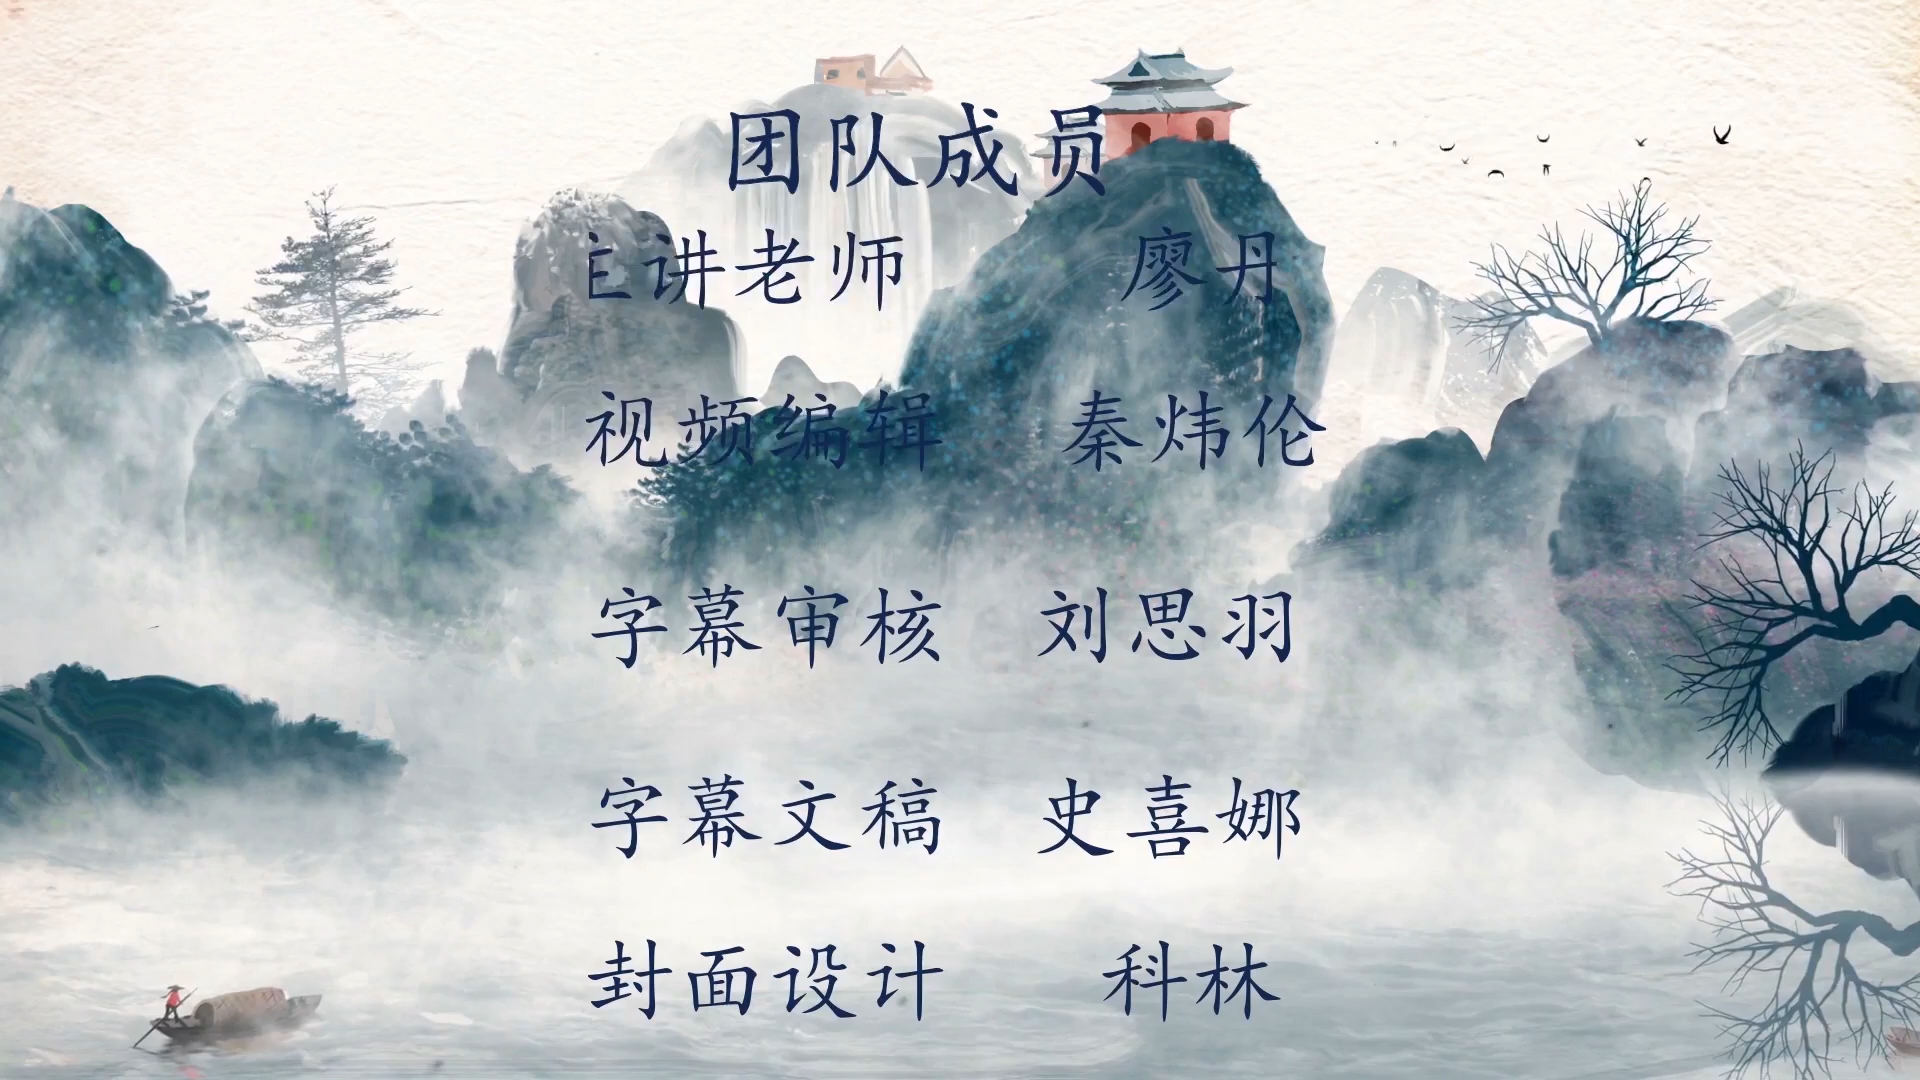 团队成员
主讲老师 廖丹
视频编辑 秦炜伦
字幕审核 刘思羽
字幕文稿 史喜娜
封面设计 科林